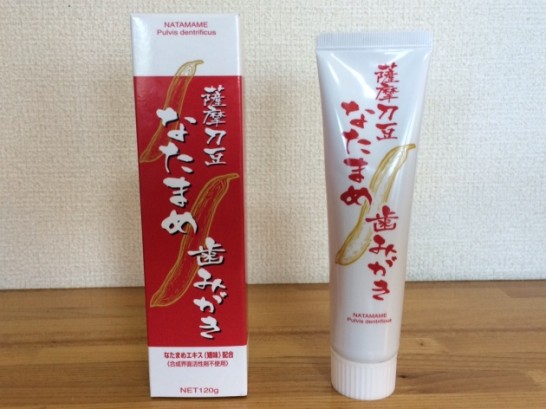 NATAMAME
Pulvis dentrificus
薩摩刀豆
なたまめ
歯みがき
なたまめエキス(湿味)配合
(合成界面活性剤不使用)
NET120g
薩摩刀豆
なたまめ
歯みがき
NATAMAME
Pulvis dentrificus